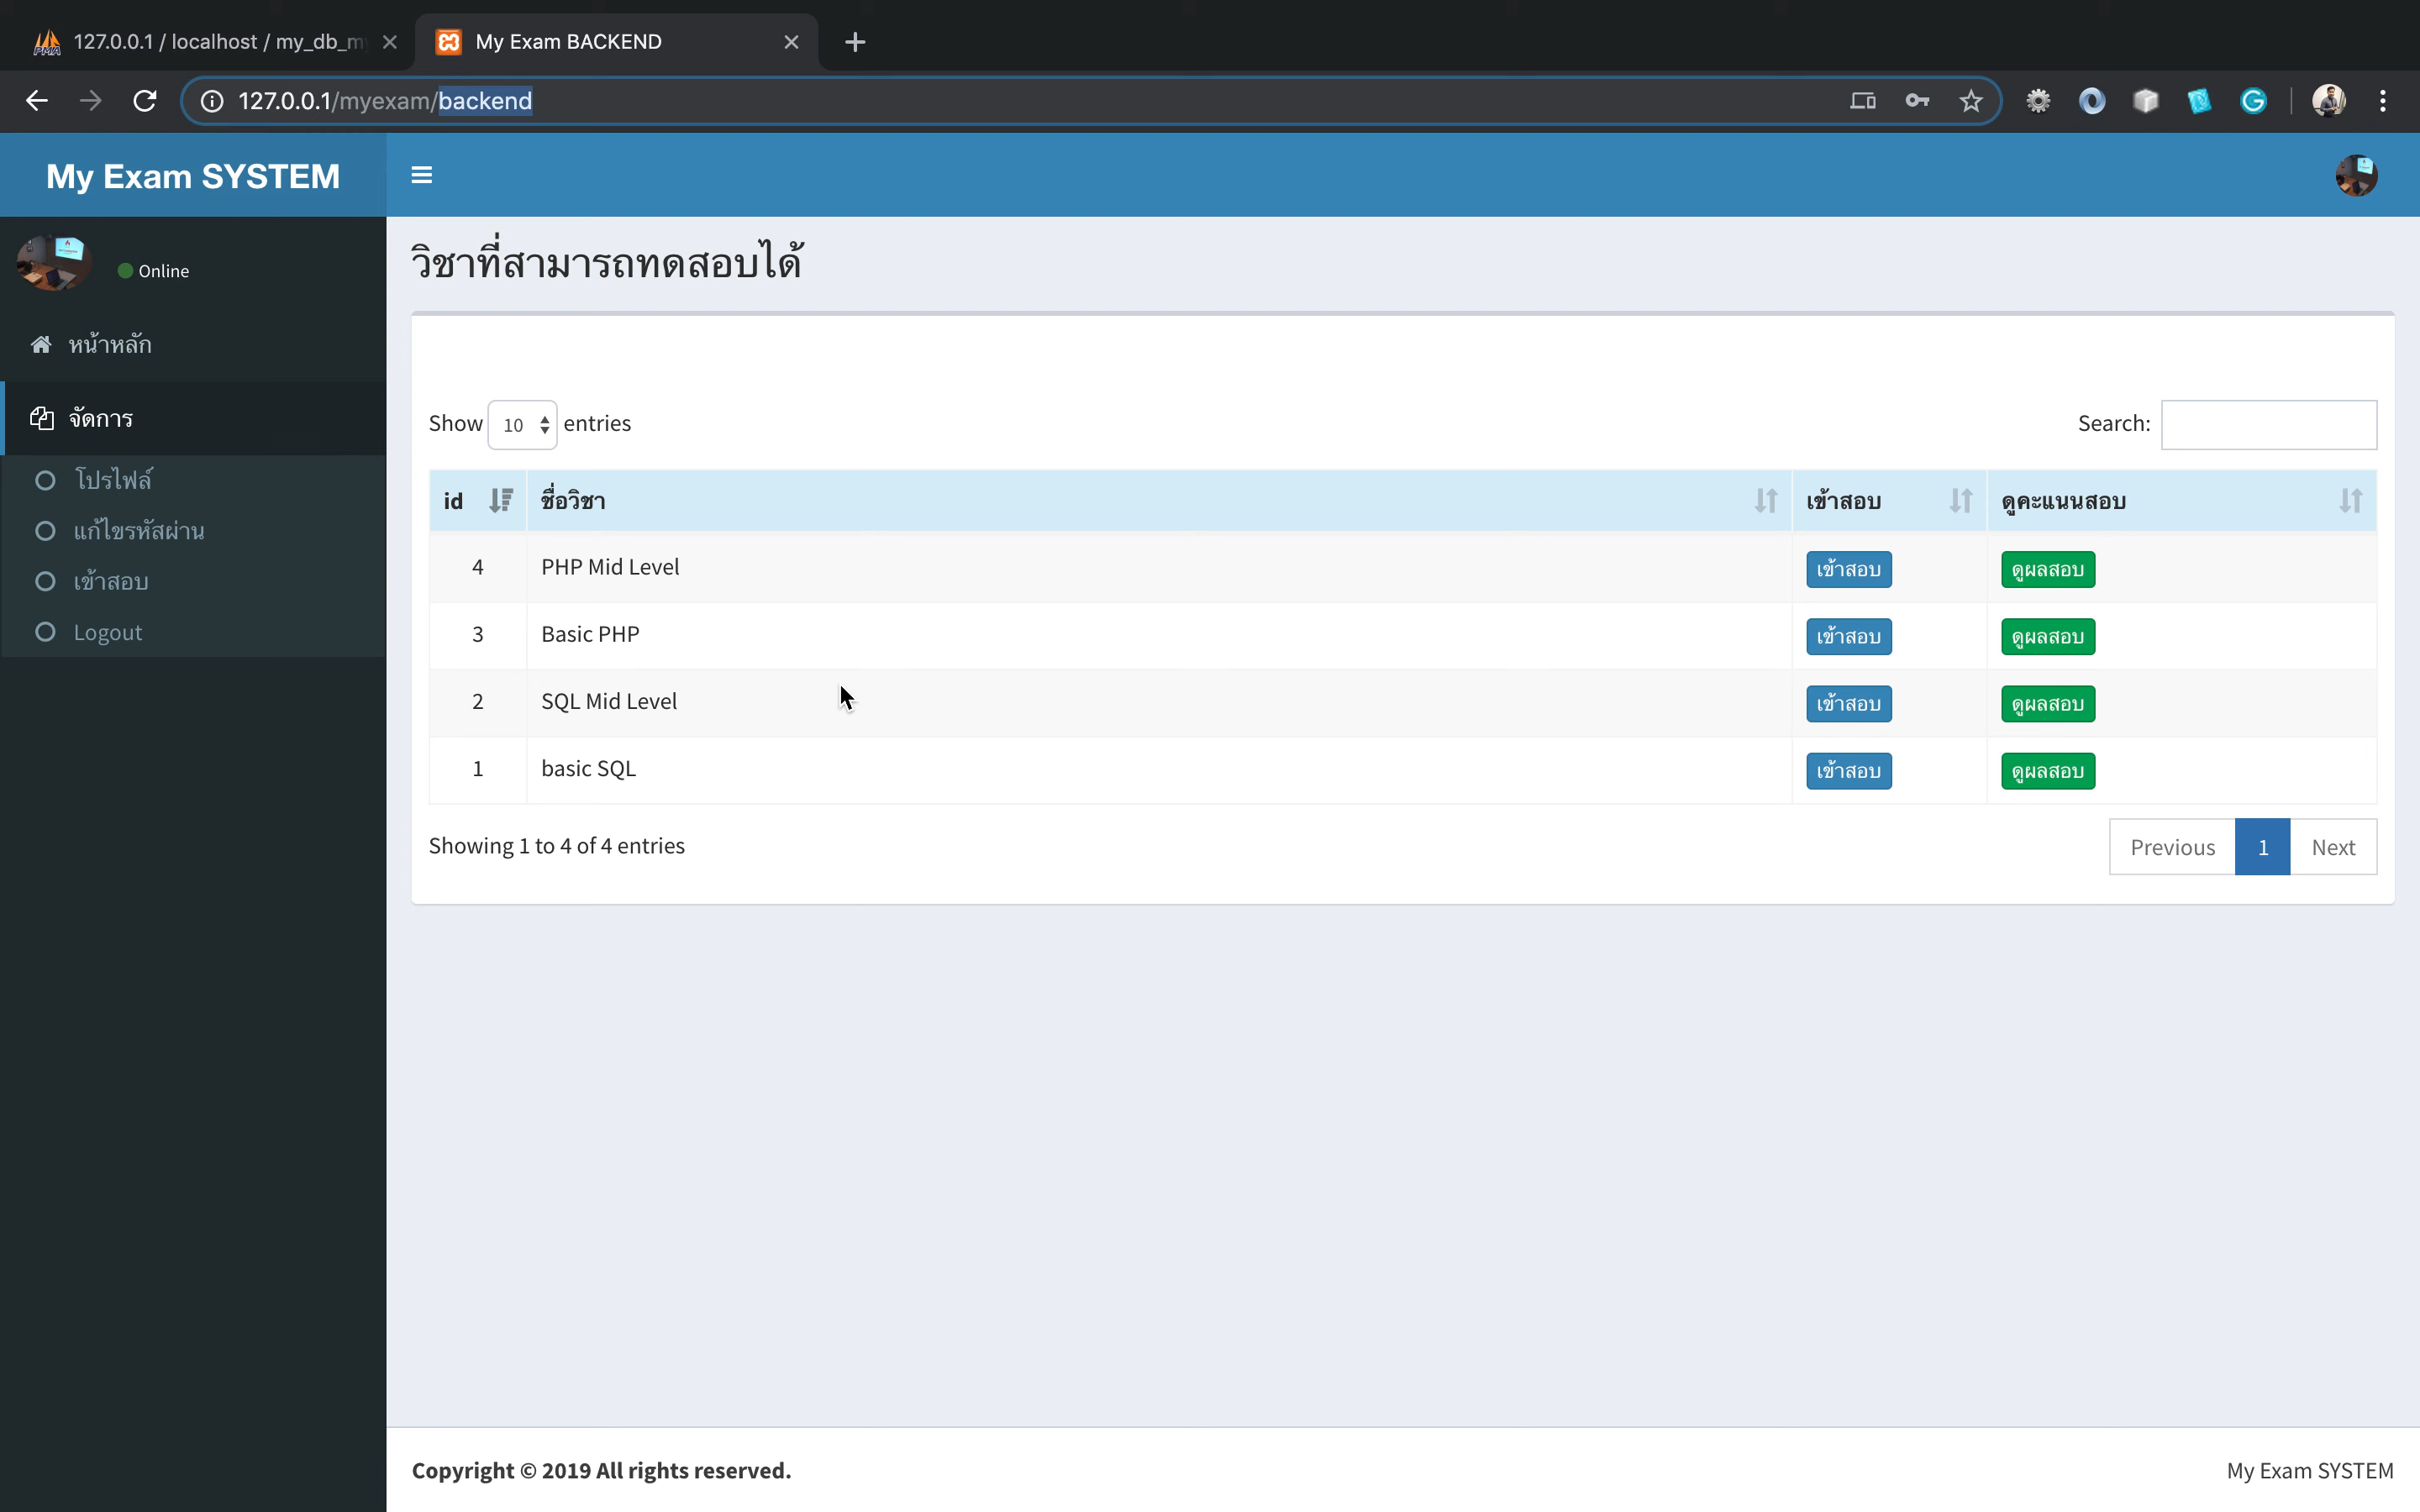 127.0.0.1 / localhost / my_db_m
My Exam BACKEND
127.0.0.1/myexam/backend
My Exam SYSTEM
Online
หน้าหลัก
จัดการ
โปรไฟล์
แก้ไขรหัสผ่าน
เข้าสอบ
Logout
วิชาที่สามารถทดสอบได้
Show 10 entries
Search:
id ชื่อวิชา เข้าสอบ ดูคะแนนสอบ
4 PHP Mid Level เข้าสอบ ดูผลสอบ
3 Basic PHP เข้าสอบ ดูผลสอบ
2 SQL Mid Level เข้าสอบ ดูผลสอบ
1 basic SQL เข้าสอบ ดูผลสอบ
Showing 1 to 4 of 4 entries
Previous 1 Next
Copyright © 2019 All rights reserved.
My Exam SYSTEM